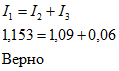 I₁ = I₂ + I₃
1,153 = 1,09 + 0,06
Верно